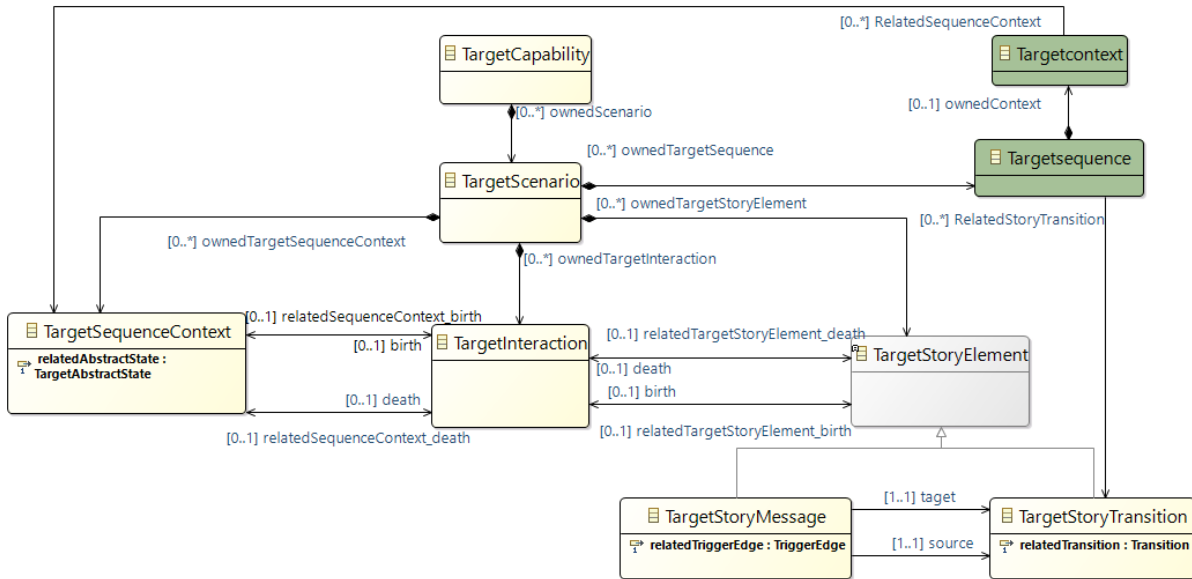 [0..*] RelatedSequenceContext
TargetCapability
Targetcontext
[0..*] ownedScenario
[0..1] ownedContext
[0..*] ownedTargetSequence
Targetsequence
TargetScenario
[0..*] ownedTargetStoryElement
[0..*] RelatedStoryTransition
[0..*] ownedTargetSequenceContext
[0..*] ownedTargetInteraction
TargetSequenceContext
relatedAbstractState :
TargetAbstractState
[0..1] relatedSequenceContext_birth
[0..1] birth
TargetInteraction
[0..1] relatedTargetStoryElement_death
[0..1] death
TargetStoryElement
[0..1] death
[0..1] birth
[0..1] relatedSequenceContext_death
[0..1] relatedTargetStoryElement_birth
TargetStoryMessage
relatedTriggerEdge : TriggerEdge
[1..1] taget
[1..1] source
TargetStoryTransition
relatedTransition : Transition